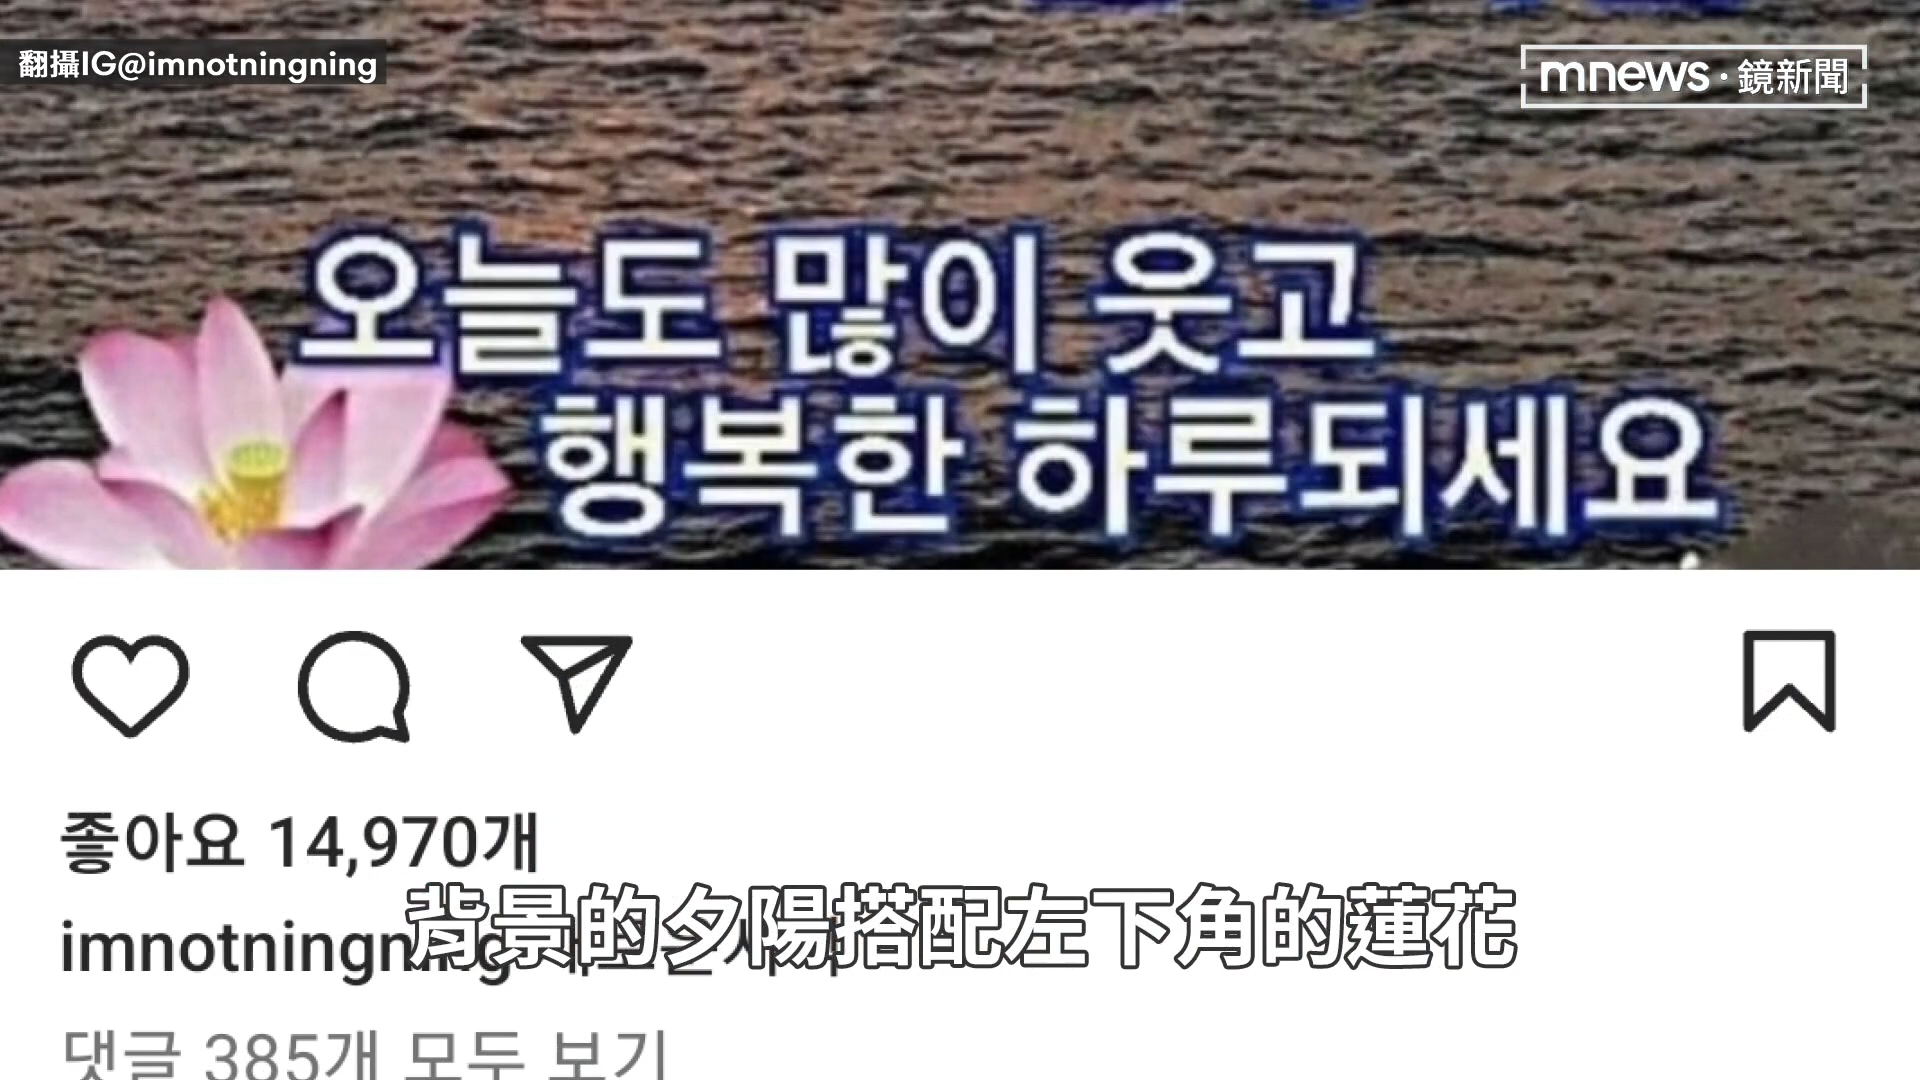 翻攝IG@imnotningning
mnews·鏡新聞
오늘도 많이 웃고
행복한 하루되세요
좋아요 14,970개
imnotningning
背景的夕陽搭配左下角的蓮花
댓글 385개 모두 보기